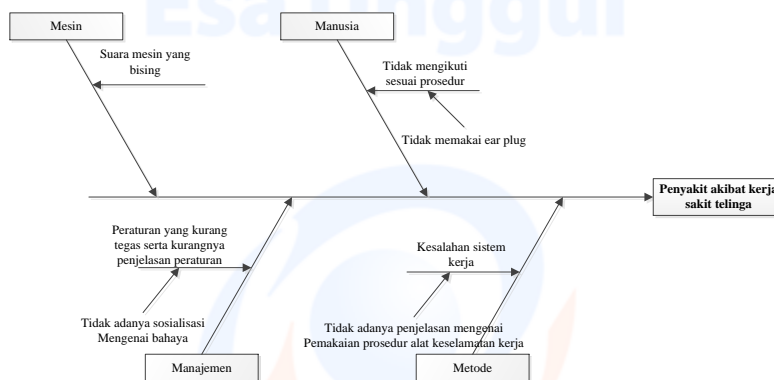 Esa Unggul
Mesin
Manusia
Suara mesin yang
bising
Tidak mengikuti
sesuai prosedur
Tidak memakai ear plug
Penyakit akibat kerja
sakit telinga
Peraturan yang kurang
tegas serta kurangnya
penjelasan peraturan
Kesalahan sistem
kerja
Tidak adanya sosialisasi
Mengenai bahaya
Tidak adanya penjelasan mengenai
Pemakaian prosedur alat keselamatan kerja
Manajemen
Metode